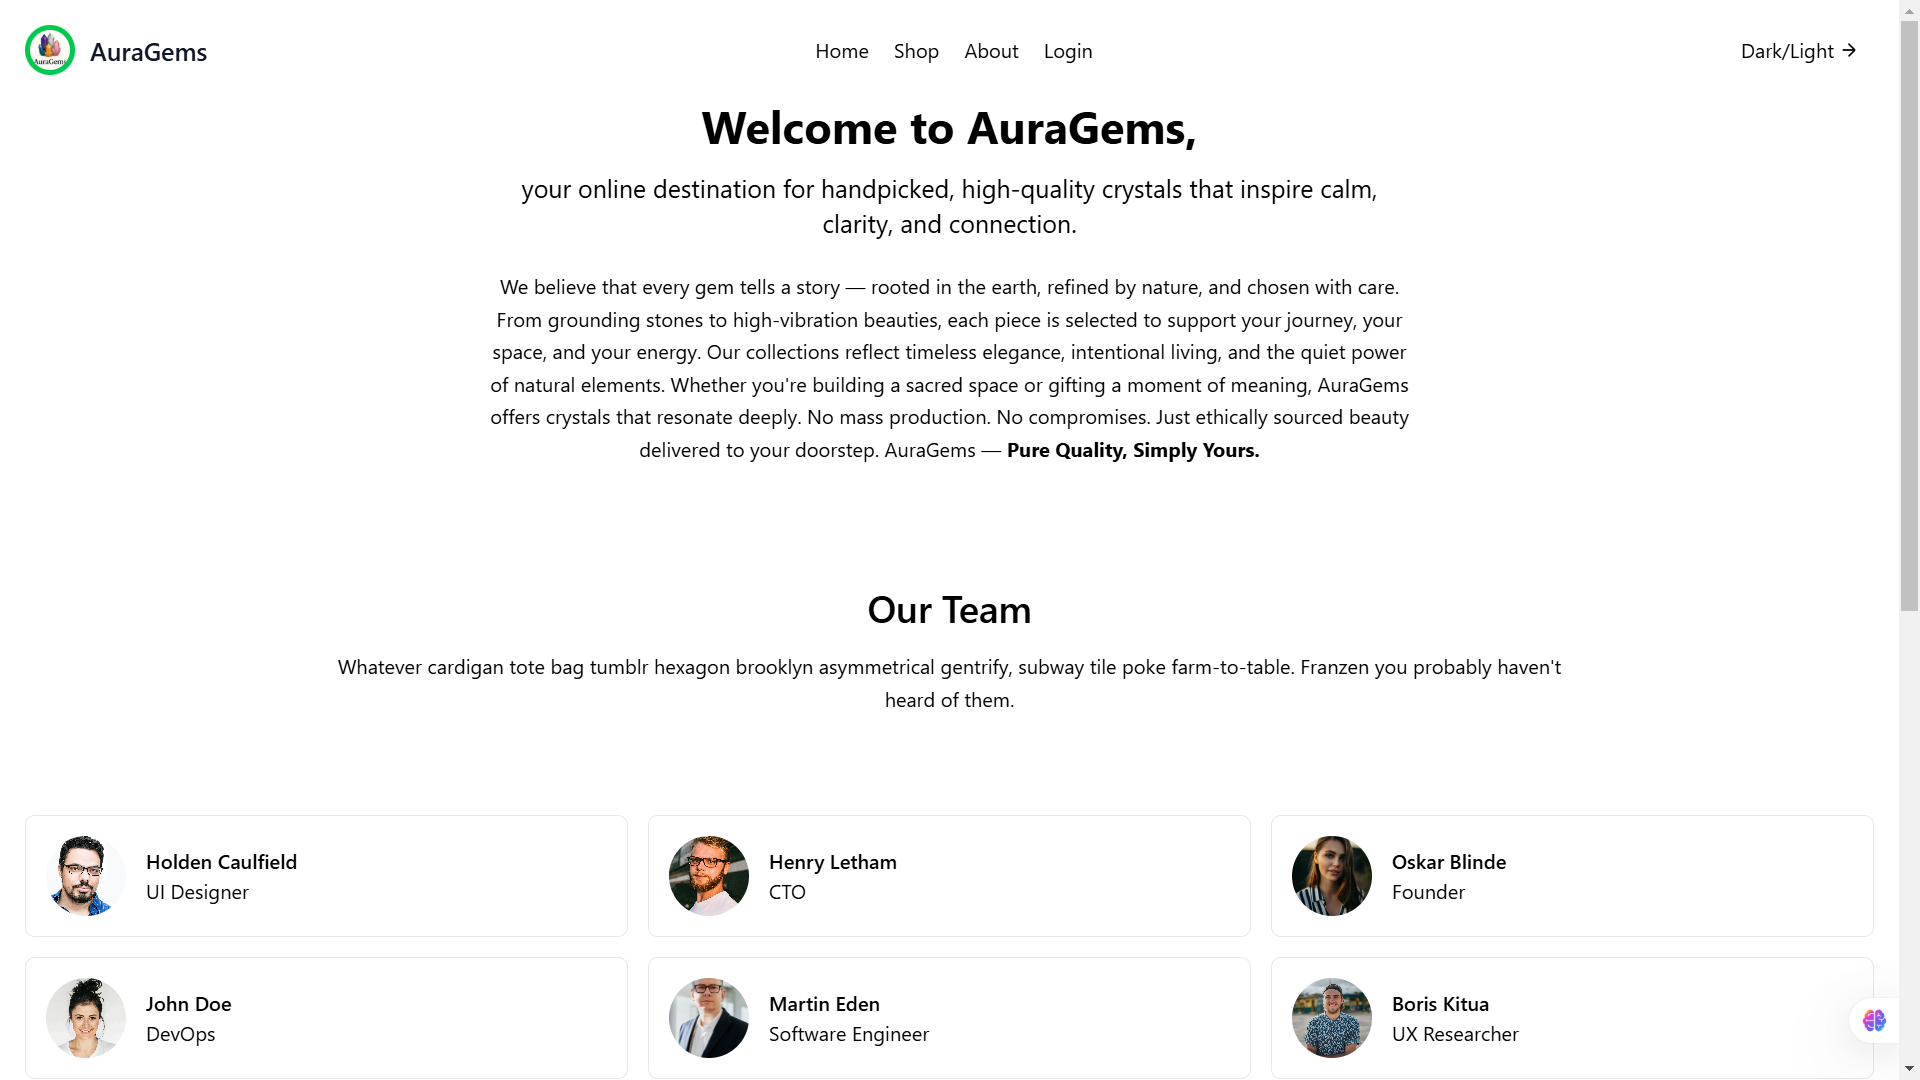 AuraGems
AuraGems
Home
Shop
About
Login
Dark/Light →
Welcome to AuraGems,
your online destination for handpicked, high-quality crystals that inspire calm,
clarity, and connection.
We believe that every gem tells a story — rooted in the earth, refined by nature, and chosen with care.
From grounding stones to high-vibration beauties, each piece is selected to support your journey, your
space, and your energy. Our collections reflect timeless elegance, intentional living, and the quiet power
of natural elements. Whether you're building a sacred space or gifting a moment of meaning, AuraGems
offers crystals that resonate deeply. No mass production. No compromises. Just ethically sourced beauty
delivered to your doorstep. AuraGems — Pure Quality, Simply Yours.
Our Team
Whatever cardigan tote bag tumblr hexagon brooklyn asymmetrical gentrify, subway tile poke farm-to-table. Franzen you probably haven't
heard of them.
Holden Caulfield
UI Designer
Henry Letham
CTO
Oskar Blinde
Founder
John Doe
DevOps
Martin Eden
Software Engineer
Boris Kitua
UX Researcher